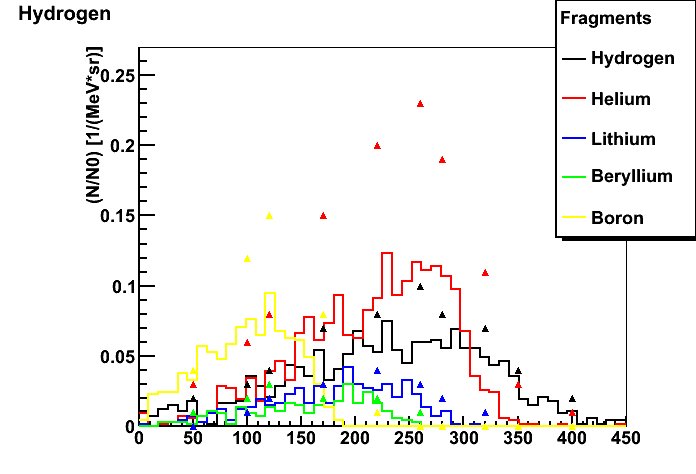 Hydrogen
Fragments
Hydrogen
Helium
Lithium
Beryllium
Boron
(N/N0) [1/(MeV*sr)]
0.25
0.2
0.15
0.1
0.05
0
0 50 100 150 200 250 300 350 400 450